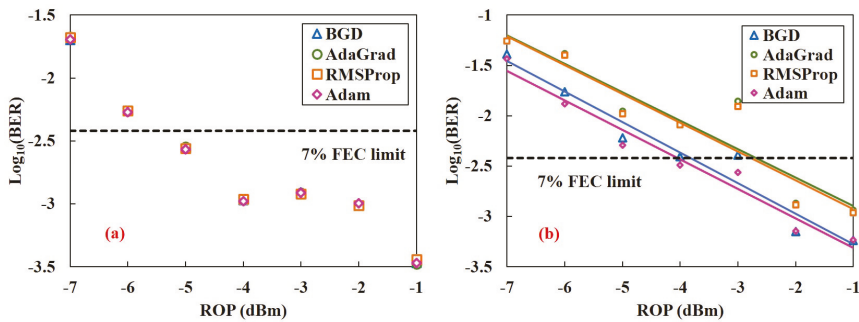 -1
-1.5
-2
-2.5
-3
-3.5
Log₁₀(BER)
BGD
AdaGrad
RMSProp
Adam
7% FEC limit
(a)
-7 -6 -5 -4 -3 -2 -1
ROP (dBm)
-1
-1.5
-2
-2.5
-3
-3.5
Log₁₀(BER)
BGD
AdaGrad
RMSProp
Adam
7% FEC limit
(b)
-7 -6 -5 -4 -3 -2 -1
ROP (dBm)